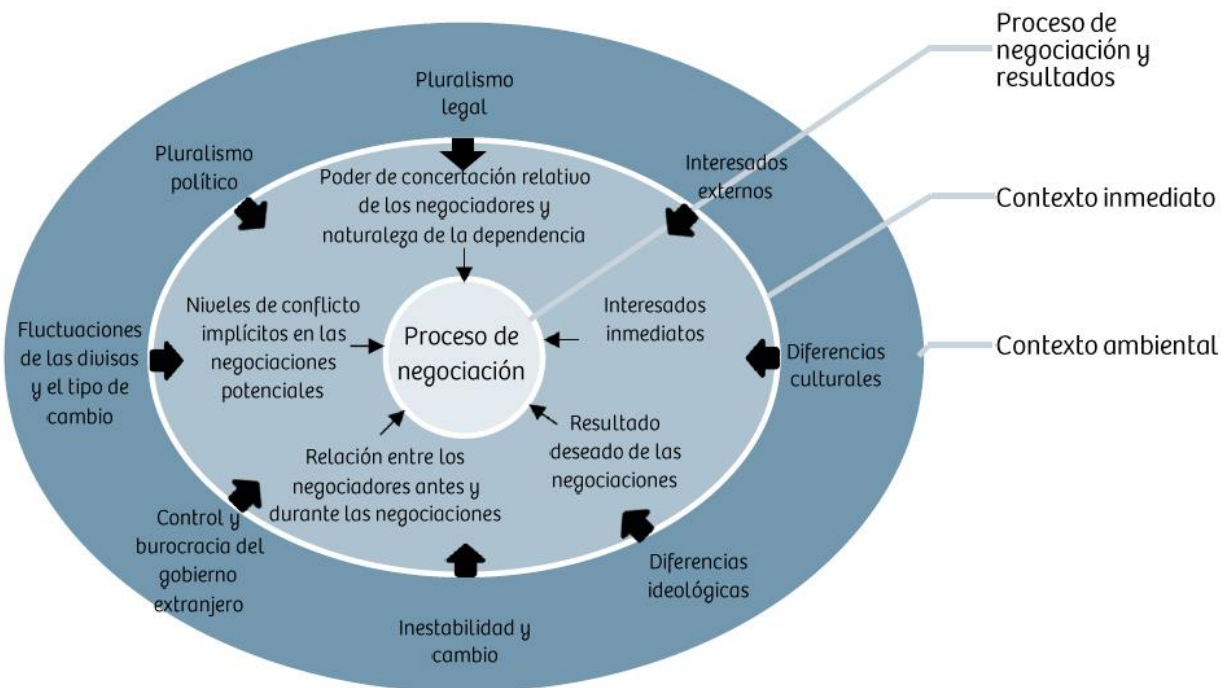 Proceso de
negociación y
resultados
Contexto inmediato
Contexto ambiental
Pluralismo
legal
Pluralismo
político
Interesados
externos
Fluctuaciones
de las divisas
y el tipo de
cambio
Diferencias
culturales
Control y
burocracia del
gobierno
extranjero
Diferencias
ideológicas
Inestabilidad y
cambio
Poder de concertación relativo
de los negociadores y
naturaleza de la dependencia
Niveles de conflicto
implícitos en las
negociaciones
potenciales
Interesados
inmediatos
Relación entre los
negociadores antes y
durante las negociaciones
Resultado
deseado de las
negociaciones
Proceso de
negociación